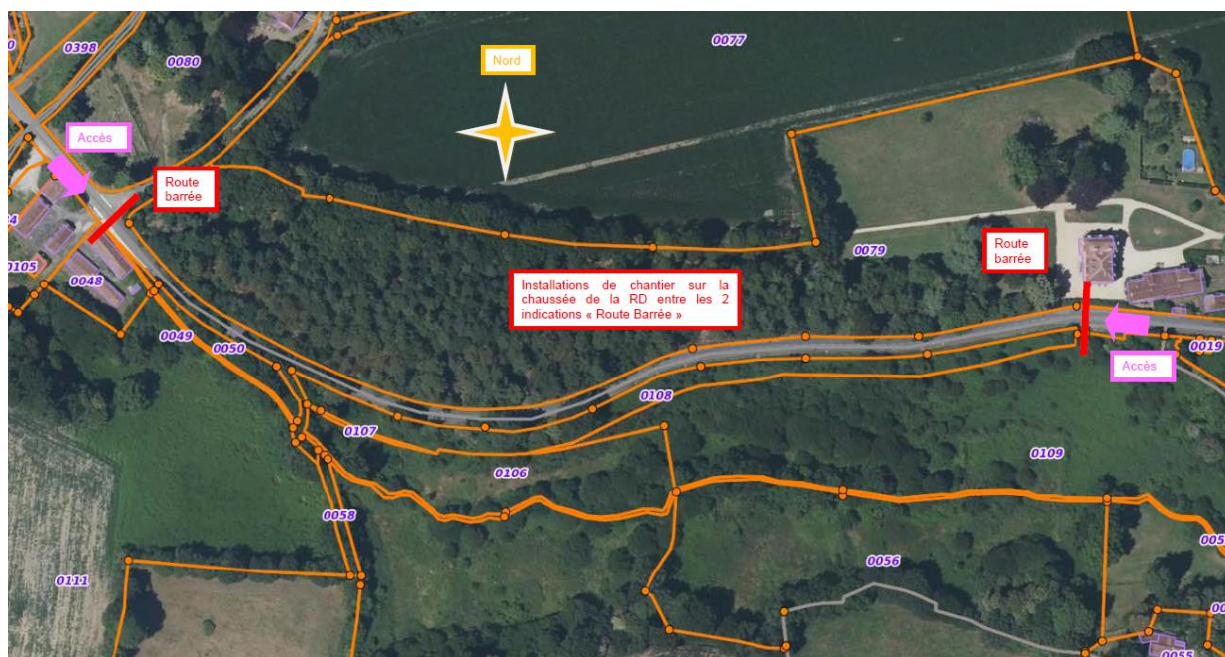 0398
0080
0077
Nord
Accès
Route
barrée
0105
0048
0049
0050
Installations de chantier sur la
chaussée de la RD entre les 2
indications « Route Barrée »
0079
Route
barrée
0019
Accès
0108
0107
0106
0109
0058
0056
0111
0055